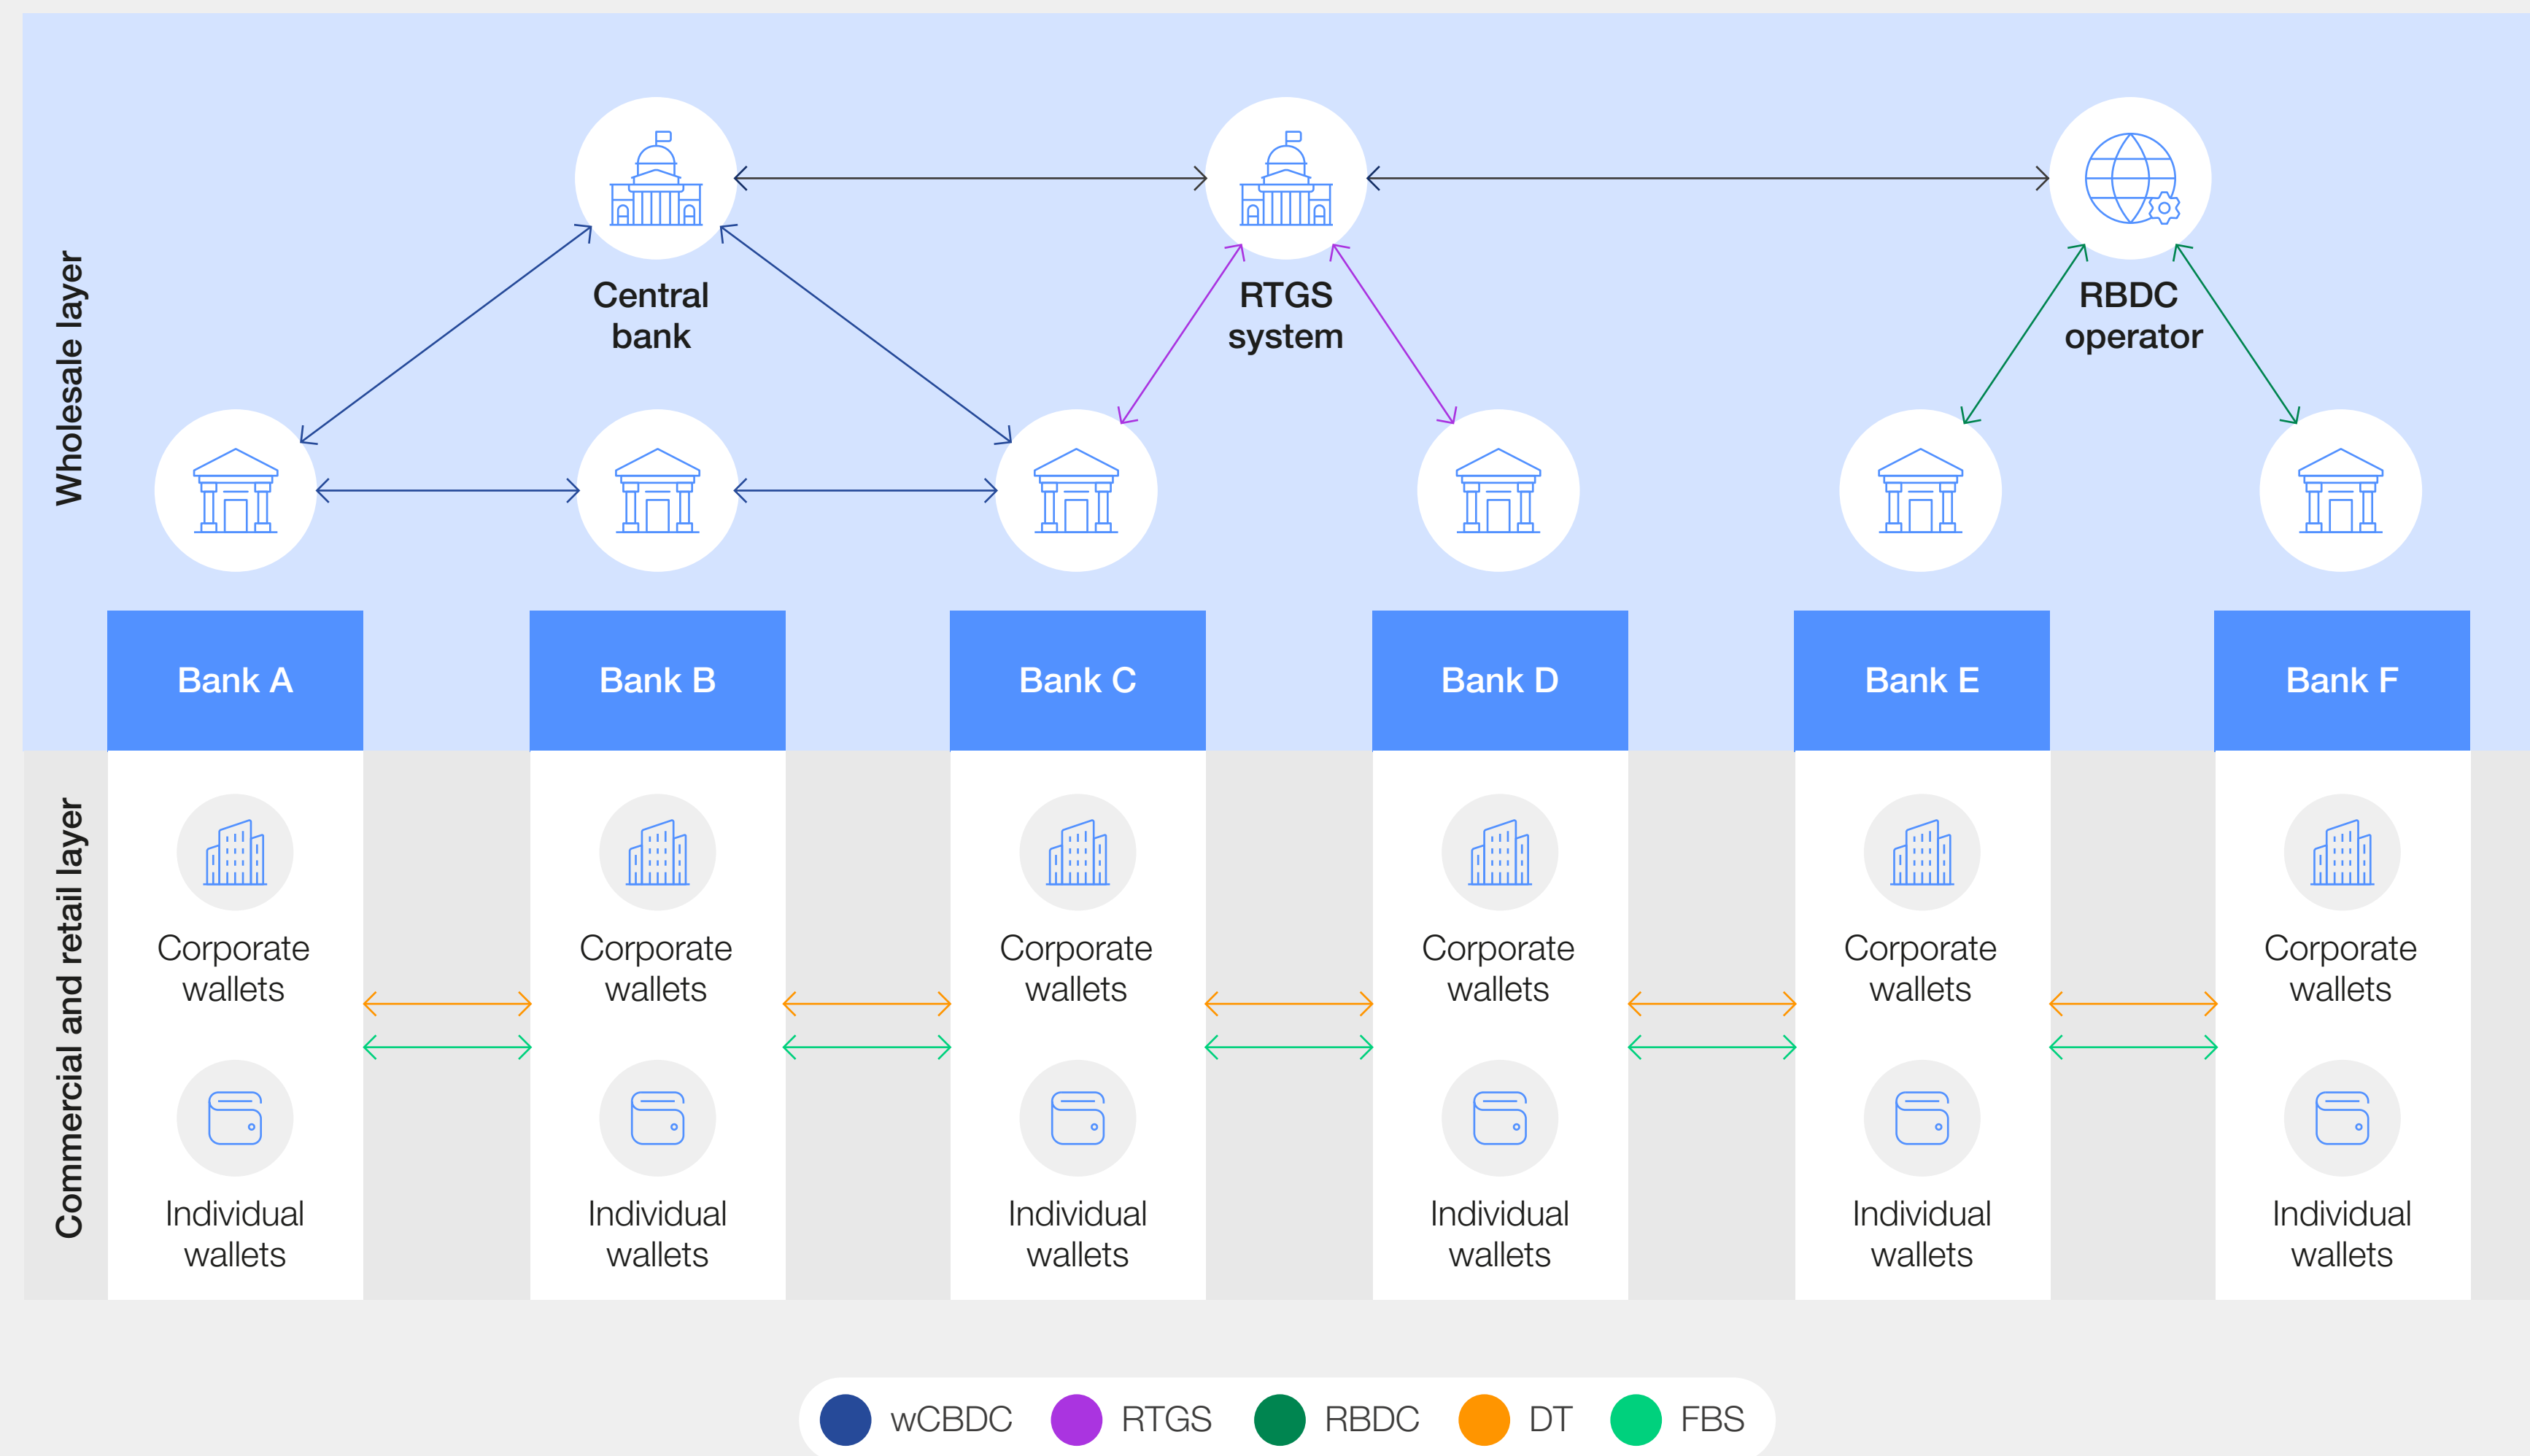 Wholesale layer
Central
bank
RTGS
system
RBDC
operator
Bank A
Bank B
Bank C
Bank D
Bank E
Bank F
Commercial and retail layer
Corporate
wallets
Corporate
wallets
Corporate
wallets
Corporate
wallets
Corporate
wallets
Corporate
wallets
Individual
wallets
Individual
wallets
Individual
wallets
Individual
wallets
Individual
wallets
Individual
wallets
wCBDC
RTGS
RBDC
DT
FBS